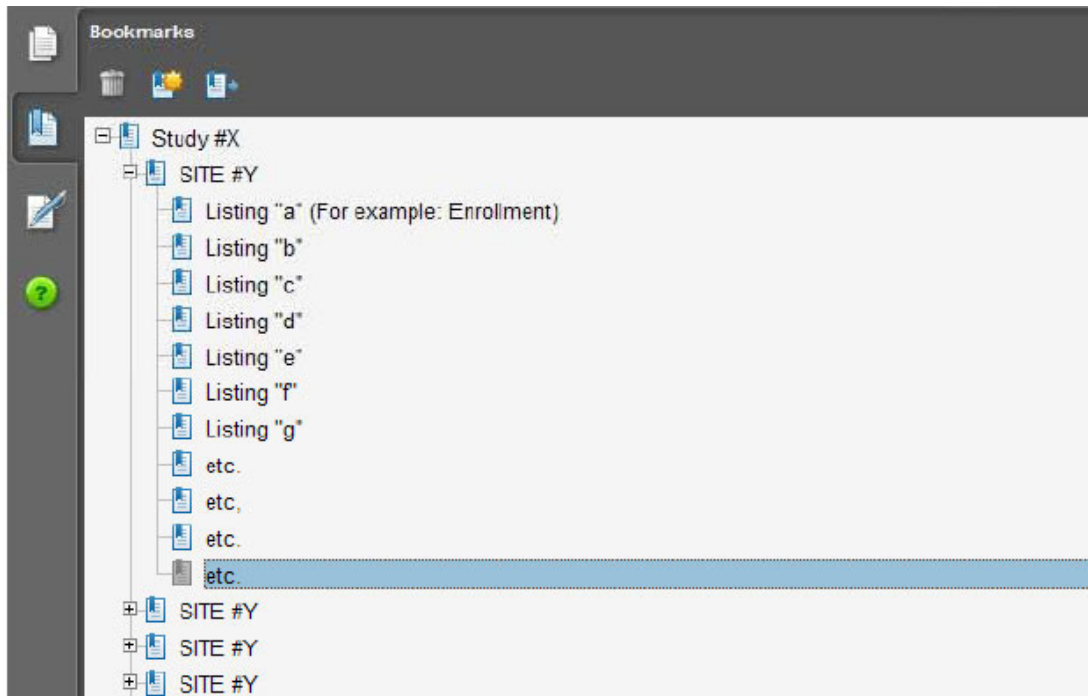 Bookmarks
Study #X
SITE #Y
Listing "a" (For example: Enrollment)
Listing "b"
Listing "c"
Listing "d"
Listing "e"
Listing "f"
Listing "g"
etc.
etc,
etc.
etc.
SITE #Y
SITE #Y
SITE #Y